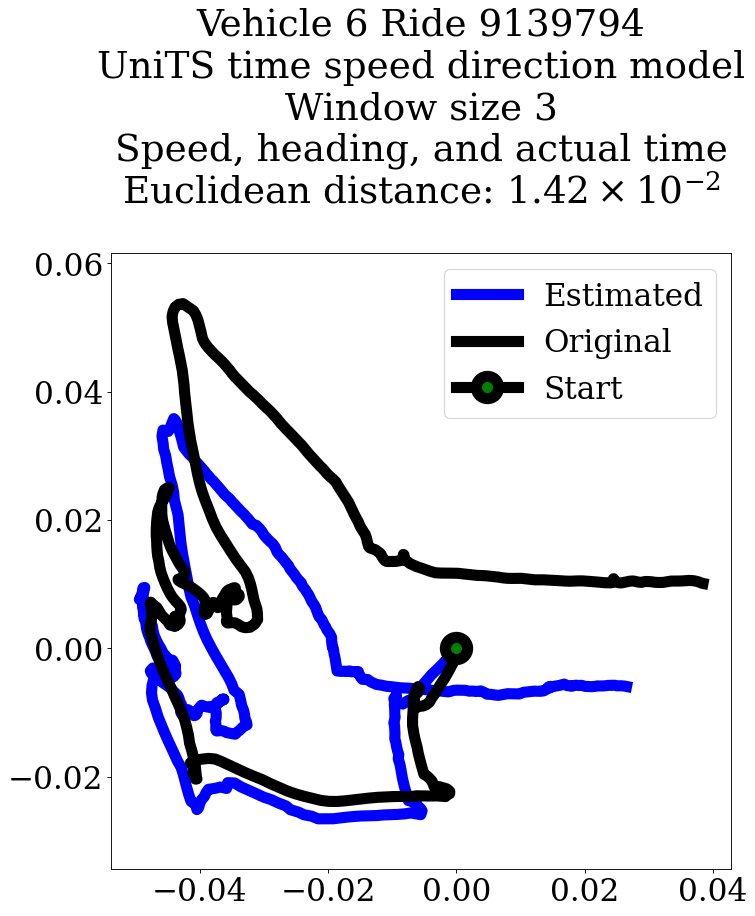 Vehicle 6 Ride 9139794
UniTS time speed direction model
Window size 3
Speed, heading, and actual time
Euclidean distance: 1.42 × 10⁻²
Estimated
Original
Start
0.06
0.04
0.02
0.00
−0.02
−0.04 −0.02 0.00 0.02 0.04